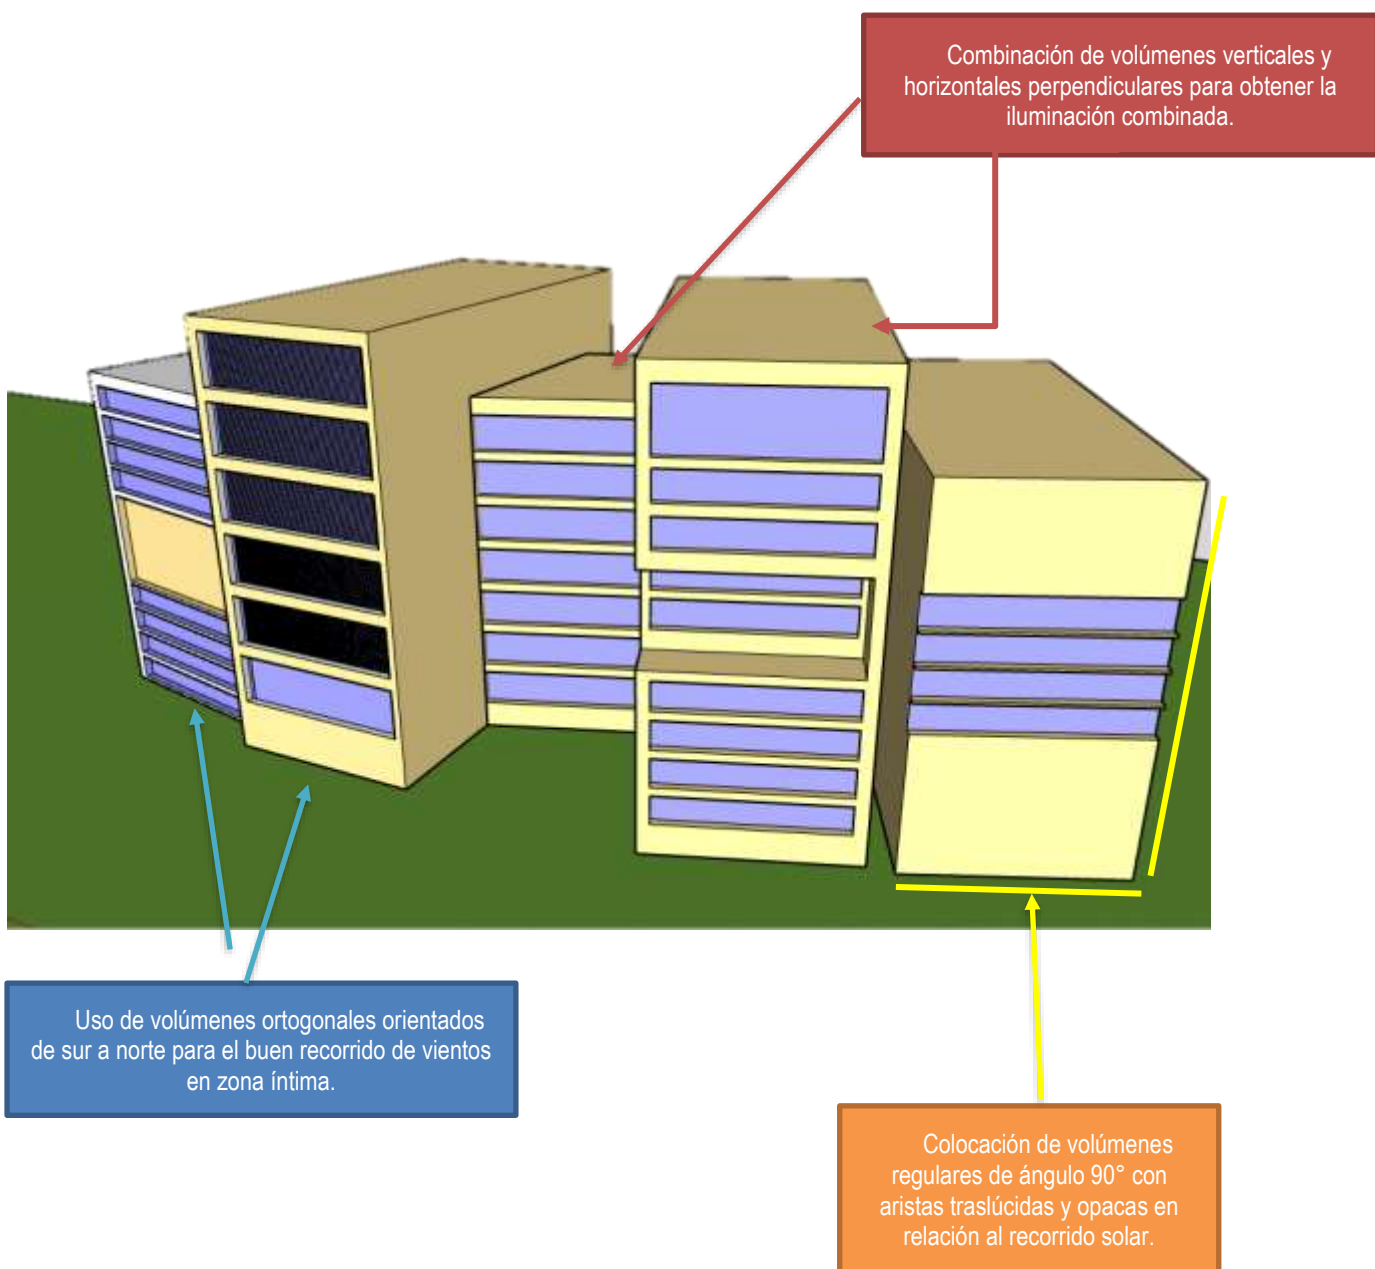 Combinación de volúmenes verticales y
horizontales perpendiculares para obtener la
iluminación combinada.
Uso de volúmenes ortogonales orientados
de sur a norte para el buen recorrido de vientos
en zona íntima.
Colocación de volúmenes
regulares de ángulo 90° con
aristas traslúcidas y opacas en
relación al recorrido solar.